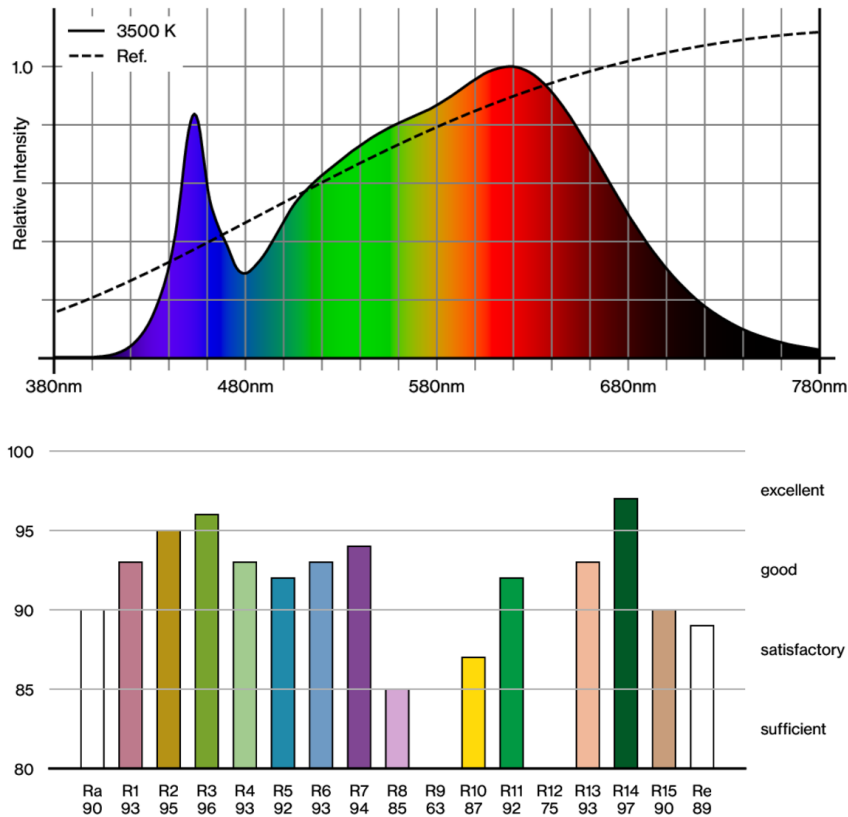 3500 K
Ref.
1.0
Relative Intensity
380nm 480nm 580nm 680nm 780nm
100
excellent
95
good
90
satisfactory
85
sufficient
80
Ra R1 R2 R3 R4 R5 R6 R7 R8 R9 R10 R11 R12 R13 R14 R15 Re
90 93 95 96 93 92 93 94 85 63 87 92 75 93 97 90 89